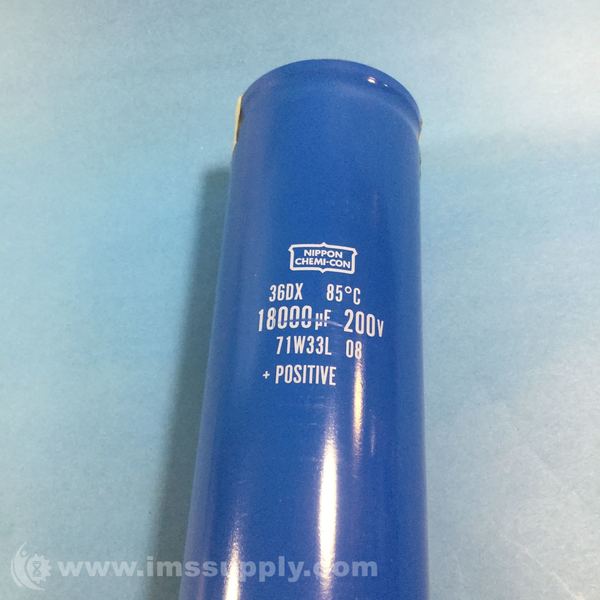 NIPPON
CHEMI-CON
36DX 85°C
18000µF 200V
71W33L 08
+ POSITIVE
www.imssupply.com